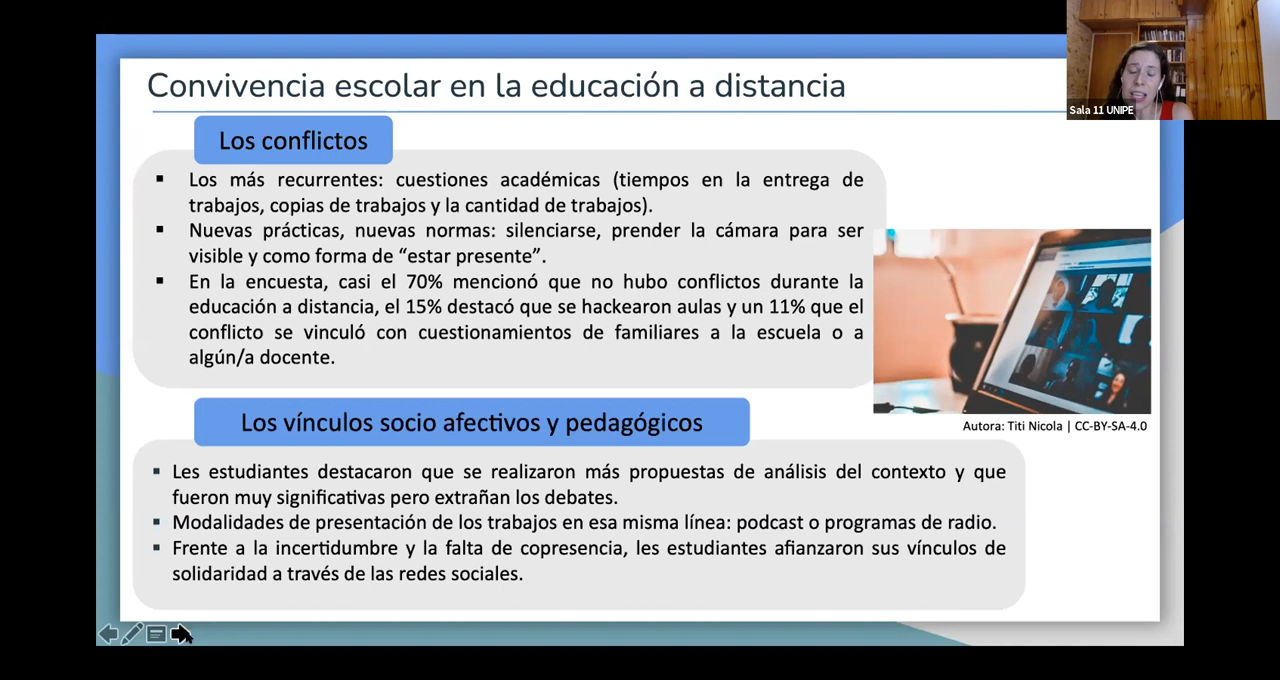 Convivencia escolar en la educación a distancia
Sala 11 UNIPE
Los conflictos
▪ Los más recurrentes: cuestiones académicas (tiempos en la entrega de
trabajos, copias de trabajos y la cantidad de trabajos).
▪ Nuevas prácticas, nuevas normas: silenciarse, prender la cámara para ser
visible y como forma de “estar presente”.
▪ En la encuesta, casi el 70% mencionó que no hubo conflictos durante la
educación a distancia, el 15% destacó que se hackearon aulas y un 11% que el
conflicto se vinculó con cuestionamientos de familiares a la escuela o a
algún/a docente.
Autora: Titi Nicola | CC-BY-SA-4.0
Los vínculos socio afectivos y pedagógicos
▪ Les estudiantes destacaron que se realizaron más propuestas de análisis del contexto y que
fueron muy significativas pero extrañan los debates.
▪ Modalidades de presentación de los trabajos en esa misma línea: podcast o programas de radio.
▪ Frente a la incertidumbre y la falta de copresencia, les estudiantes afianzaron sus vínculos de
solidaridad a través de las redes sociales.